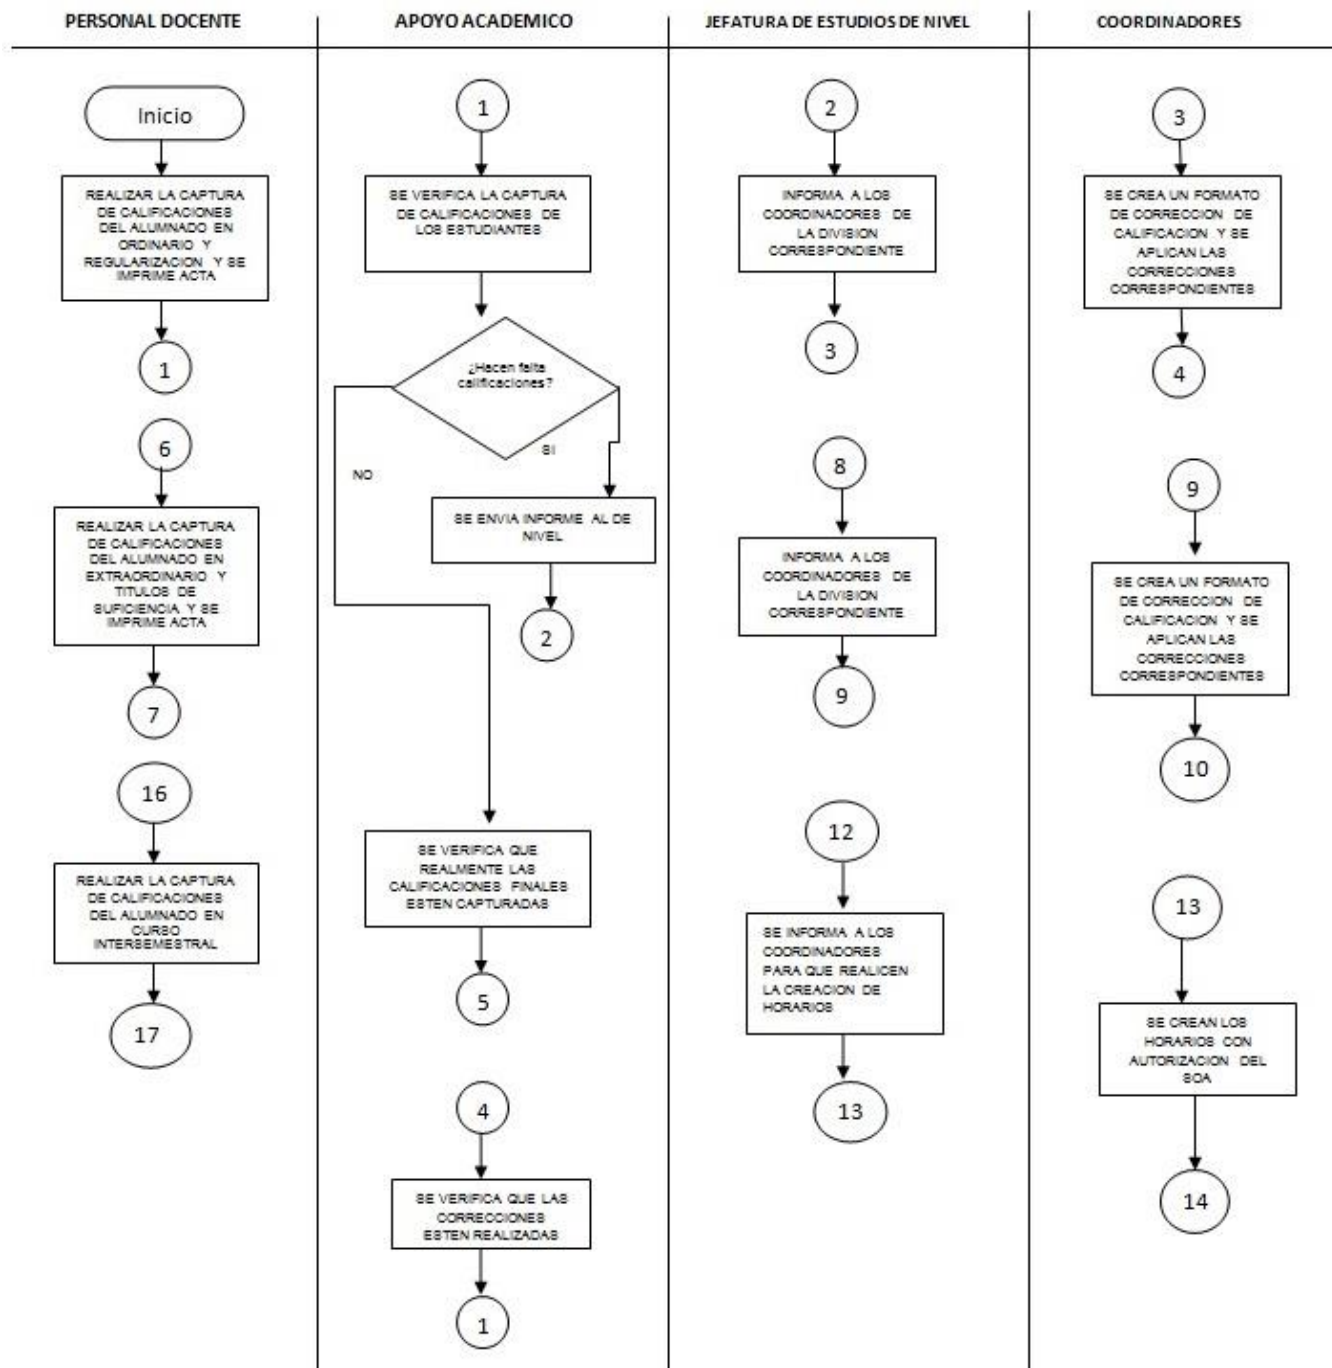 PERSONAL DOCENTE
APOYO ACADEMICO
JEFATURA DE ESTUDIOS DE NIVEL
COORDINADORES
Inicio
REALIZAR LA CAPTURA
DE CALIFICACIONES
DEL ALUMNADO EN
ORDINARIO Y
REGULARIZACION Y SE
IMPRIME ACTA
1
6
REALIZAR LA CAPTURA
DE CALIFICACIONES
DEL ALUMNADO EN
EXTRAORDINARIO Y
TITULOS DE
SUFICIENCIA Y SE
IMPRIME ACTA
7
16
REALIZAR LA CAPTURA
DE CALIFICACIONES
DEL ALUMNADO EN
CURSO
INTERSEMESTRAL
17
1
SE VERIFICA LA CAPTURA
DE CALIFICACIONES DE
LOS ESTUDIANTES
¿Hacen falta
calificaciones?
SI
NO
SE ENVIA INFORME AL DE
NIVEL
2
SE VERIFICA QUE
REALMENTE LAS
CALIFICACIONES FINALES
ESTEN CAPTURADAS
5
4
SE VERIFICA QUE LAS
CORRECCIONES
ESTEN REALIZADAS
1
2
INFORMA A LOS
COORDINADORES DE
LA DIVISION
CORRESPONDIENTE
3
8
INFORMA A LOS
COORDINADORES DE
LA DIVISION
CORRESPONDIENTE
9
12
SE INFORMA A LOS
COORDINADORES
PARA QUE REALICEN
LA CREACION DE
HORARIOS
13
3
SE CREA UN FORMATO
DE CORRECCION DE
CALIFICACION Y SE
APLICAN LAS
CORRECCIONES
CORRESPONDIENTES
4
9
SE CREA UN FORMATO
DE CORRECCION DE
CALIFICACION Y SE
APLICAN LAS
CORRECCIONES
CORRESPONDIENTES
10
13
SE CREAN LOS
HORARIOS CON
AUTORIZACION DEL
SOA
14